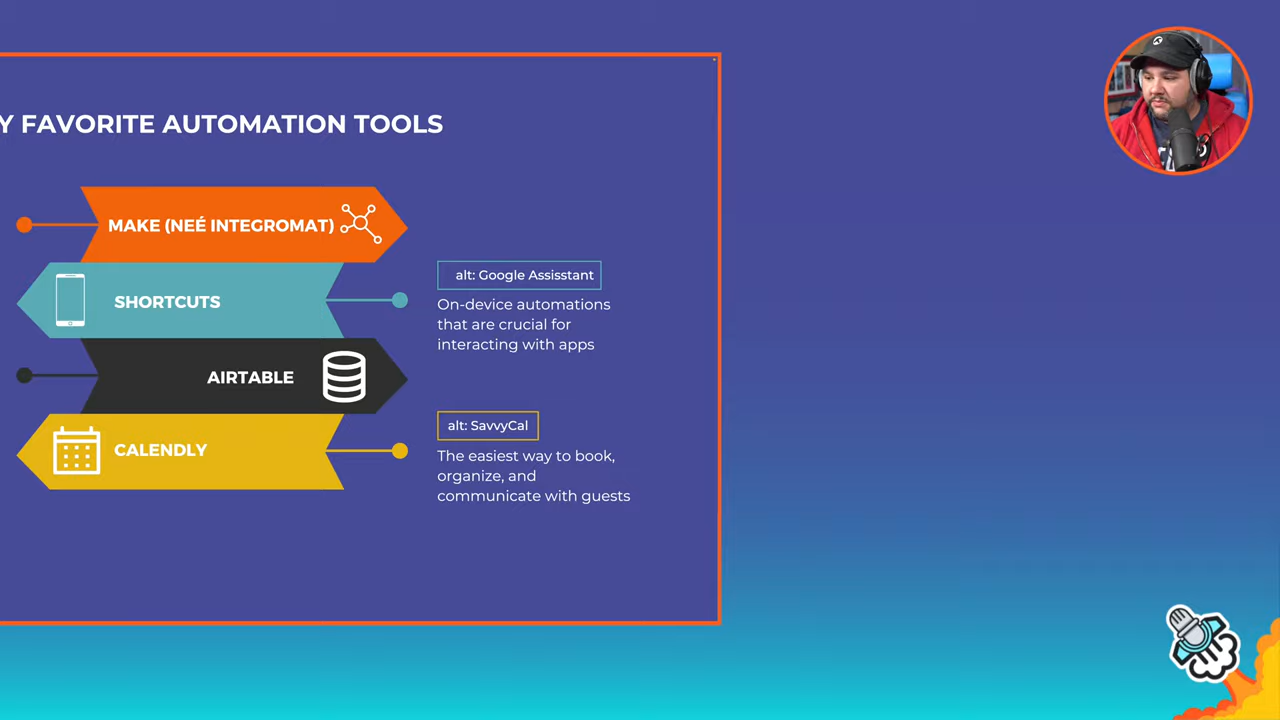 Y FAVORITE AUTOMATION TOOLS
MAKE (NEÉ INTEGROMAT)
SHORTCUTS
alt: Google Assisstant
On-device automations
that are crucial for
interacting with apps
AIRTABLE
CALENDLY
alt: SavvyCal
The easiest way to book,
organize, and
communicate with guests